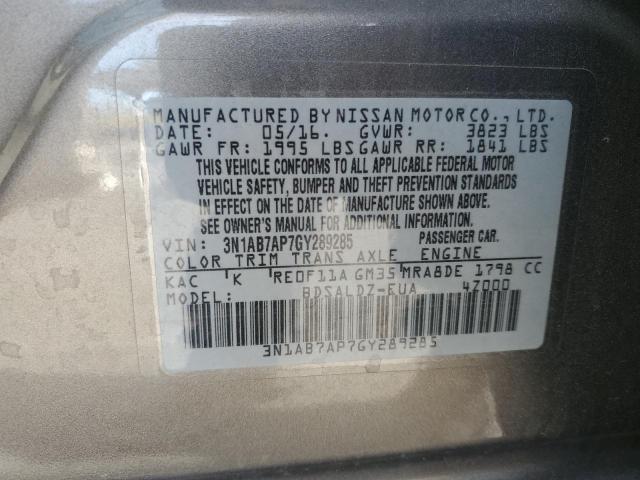 MANUFACTURED BY NISSAN MOTOR CO., LTD.
DATE: 05/16. GVWR: 3823 LBS
GAWR FR: 1995 LBS GAWR RR: 1841 LBS
THIS VEHICLE CONFORMS TO ALL APPLICABLE FEDERAL MOTOR
VEHICLE SAFETY, BUMPER AND THEFT PREVENTION STANDARDS
IN EFFECT ON THE DATE OF MANUFACTURE SHOWN ABOVE.
SEE OWNER'S MANUAL FOR ADDITIONAL INFORMATION.
VIN: 3N1AB7AP7GY289285 PASSENGER CAR.
COLOR TRIM TRANS AXLE ENGINE
KAC K RE0F11A GM35 MRA8DE 1798 CC
MODEL: BDSALDZ-EUA 4Z000
3N1AB7AP7GY289285